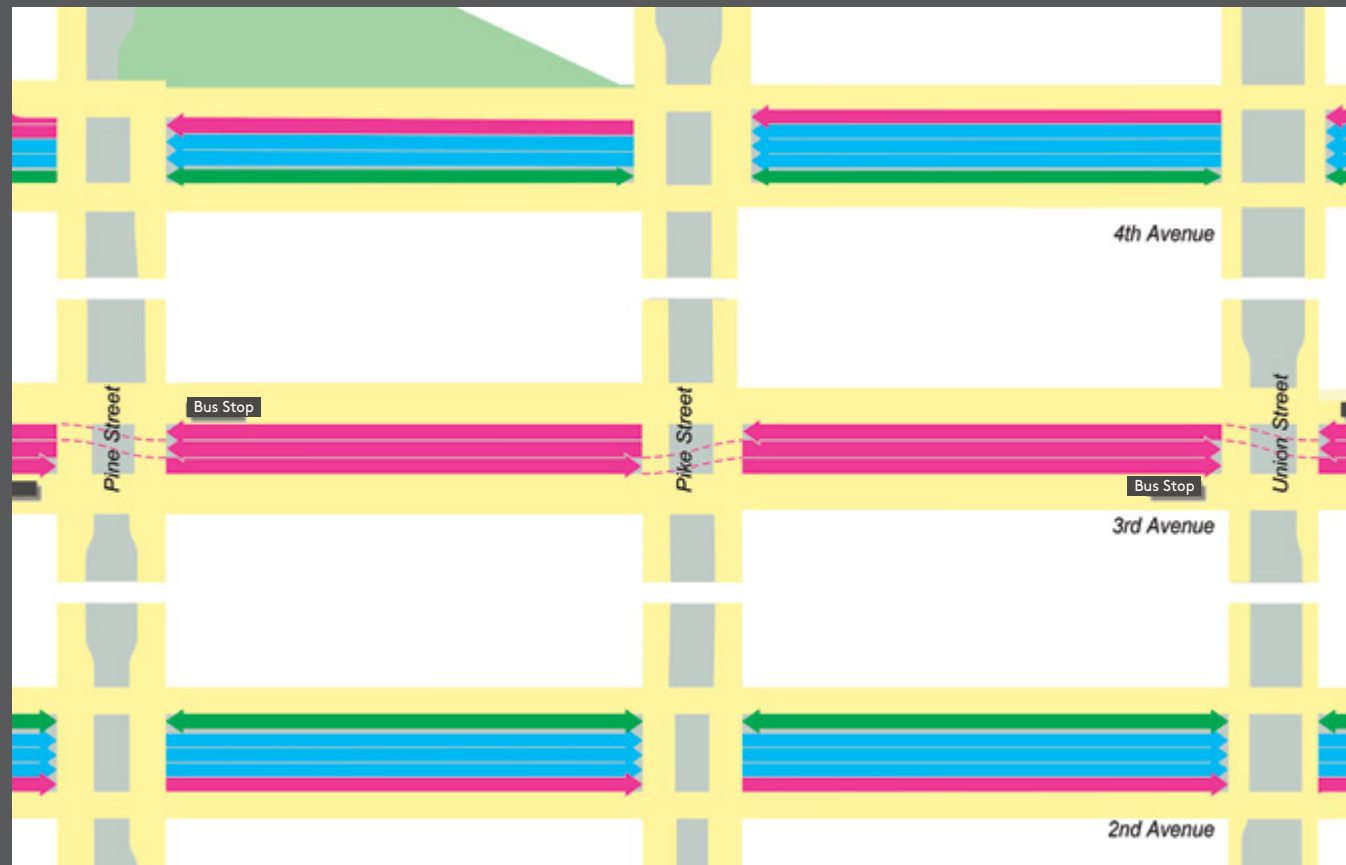 4th Avenue
Pine Street
Bus Stop
Pike Street
Union Street
Bus Stop
3rd Avenue
2nd Avenue